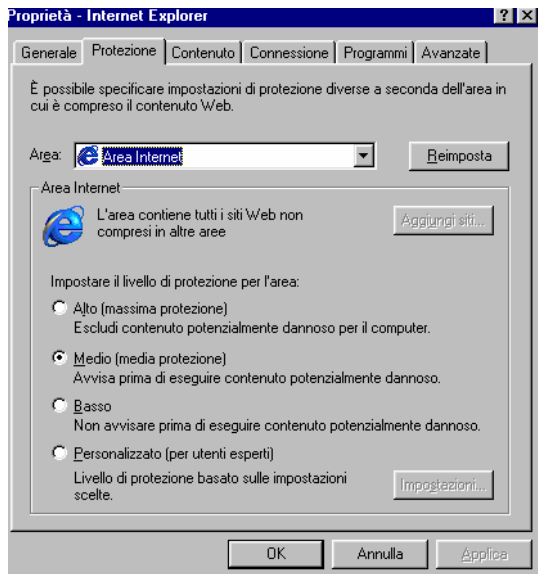 Proprietà - Internet Explorer
Generale Protezione Contenuto Connessione Programmi Avanzate
È possibile specificare impostazioni di protezione diverse a seconda dell'area in
cui è compreso il contenuto Web.
Area: Area Internet Reimposta
Area Internet
L'area contiene tutti i siti Web non
compresi in altre aree
Aggiungi siti...
Impostare il livello di protezione per l'area:
Alto (massima protezione)
Escludi contenuto potenzialmente dannoso per il computer.
Medio (media protezione)
Avvisa prima di eseguire contenuto potenzialmente dannoso.
Basso
Non avvisare prima di eseguire contenuto potenzialmente dannoso.
Personalizzato (per utenti esperti)
Livello di protezione basato sulle impostazioni
scelte.
Impostazioni...
OK Annulla Applica